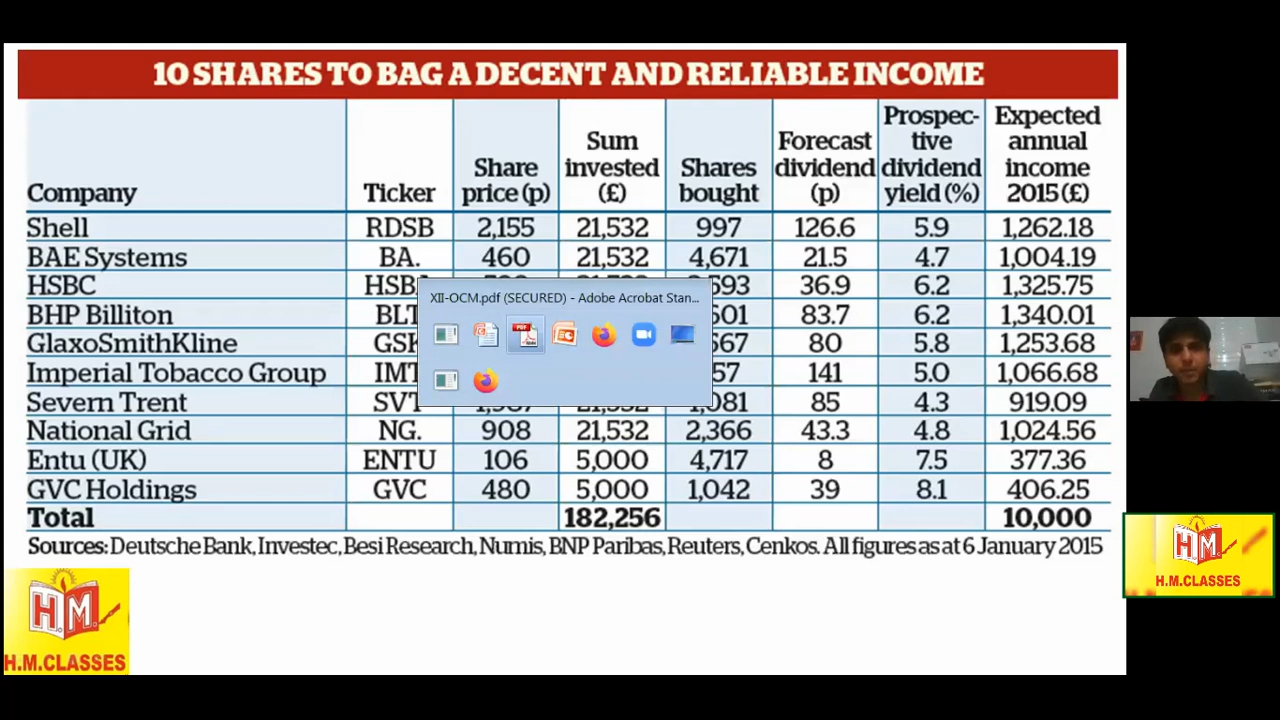 10 SHARES TO BAG A DECENT AND RELIABLE INCOME
Company Ticker Share price (p) Sum invested (£) Shares bought Forecast dividend (p) Prospec-tive dividend yield (%) Expected annual income 2015 (£)
Shell RDSB 2,155 21,532 997 126.6 5.9 1,262.18
BAE Systems BA. 460 21,532 4,671 21.5 4.7 1,004.19
HSBC 36.9 6.2 1,325.75
XII-OCM.pdf (SECURED) - Adobe Acrobat Stan...
BHP Billiton 83.7 6.2 1,340.01
GlaxoSmithKline 80 5.8 1,253.68
Imperial Tobacco Group 141 5.0 1,066.68
Severn Trent SVT 85 4.3 919.09
National Grid NG. 908 21,532 2,366 43.3 4.8 1,024.56
Entu (UK) ENTU 106 5,000 4,717 8 7.5 377.36
GVC Holdings GVC 480 5,000 1,042 39 8.1 406.25
Total 182,256 10,000
Sources: Deutsche Bank, Investec, Besi Research, Numis, BNP Paribas, Reuters, Cenkos. All figures as at 6 January 2015
H.M.
H.M.CLASSES
H.M.
H.M.CLASSES